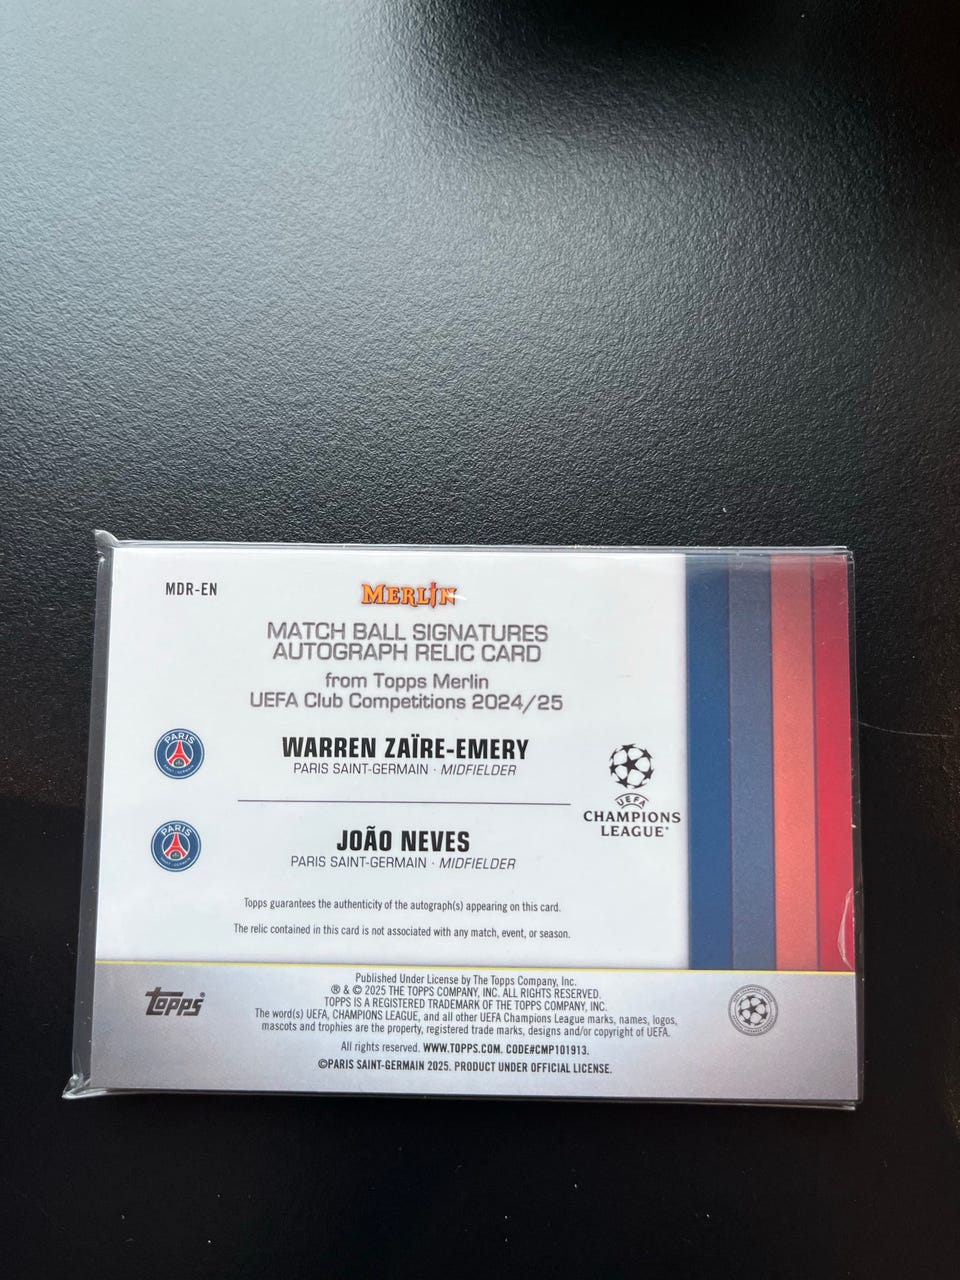 MDR-EN
MERLIN
MATCH BALL SIGNATURES
AUTOGRAPH RELIC CARD
from Topps Merlin
UEFA Club Competitions 2024/25
PARIS
WARREN ZAÏRE-EMERY
PARIS SAINT-GERMAIN · MIDFIELDER
UEFA
CHAMPIONS
LEAGUE®
PARIS
JOÃO NEVES
PARIS SAINT-GERMAIN · MIDFIELDER
Topps guarantees the authenticity of the autograph(s) appearing on this card.
The relic contained in this card is not associated with any match, event, or season.
topps®
Published Under License by The Topps Company, Inc.
® & © 2025 THE TOPPS COMPANY, INC. ALL RIGHTS RESERVED.
TOPPS IS A REGISTERED TRADEMARK OF THE TOPPS COMPANY, INC.
The word(s) UEFA, CHAMPIONS LEAGUE, and all other UEFA Champions League marks, names, logos,
mascots and trophies are the property, registered trade marks, designs and/or copyright of UEFA.
All rights reserved. WWW.TOPPS.COM. CODE#CMP101913.
©PARIS SAINT-GERMAIN 2025. PRODUCT UNDER OFFICIAL LICENSE.